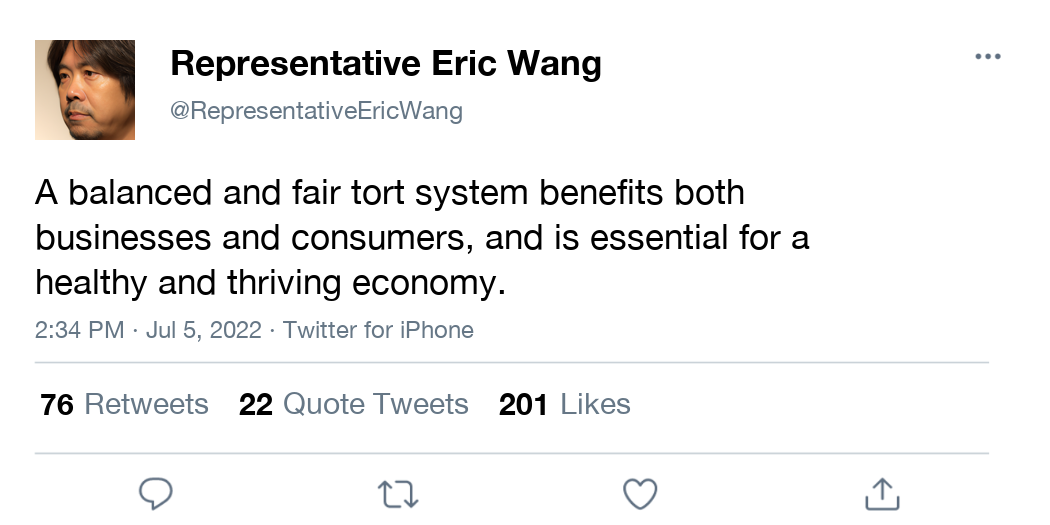 Representative Eric Wang
@RepresentativeEricWang
A balanced and fair tort system benefits both
businesses and consumers, and is essential for a
healthy and thriving economy.
2:34 PM · Jul 5, 2022 · Twitter for iPhone
76 Retweets 22 Quote Tweets 201 Likes